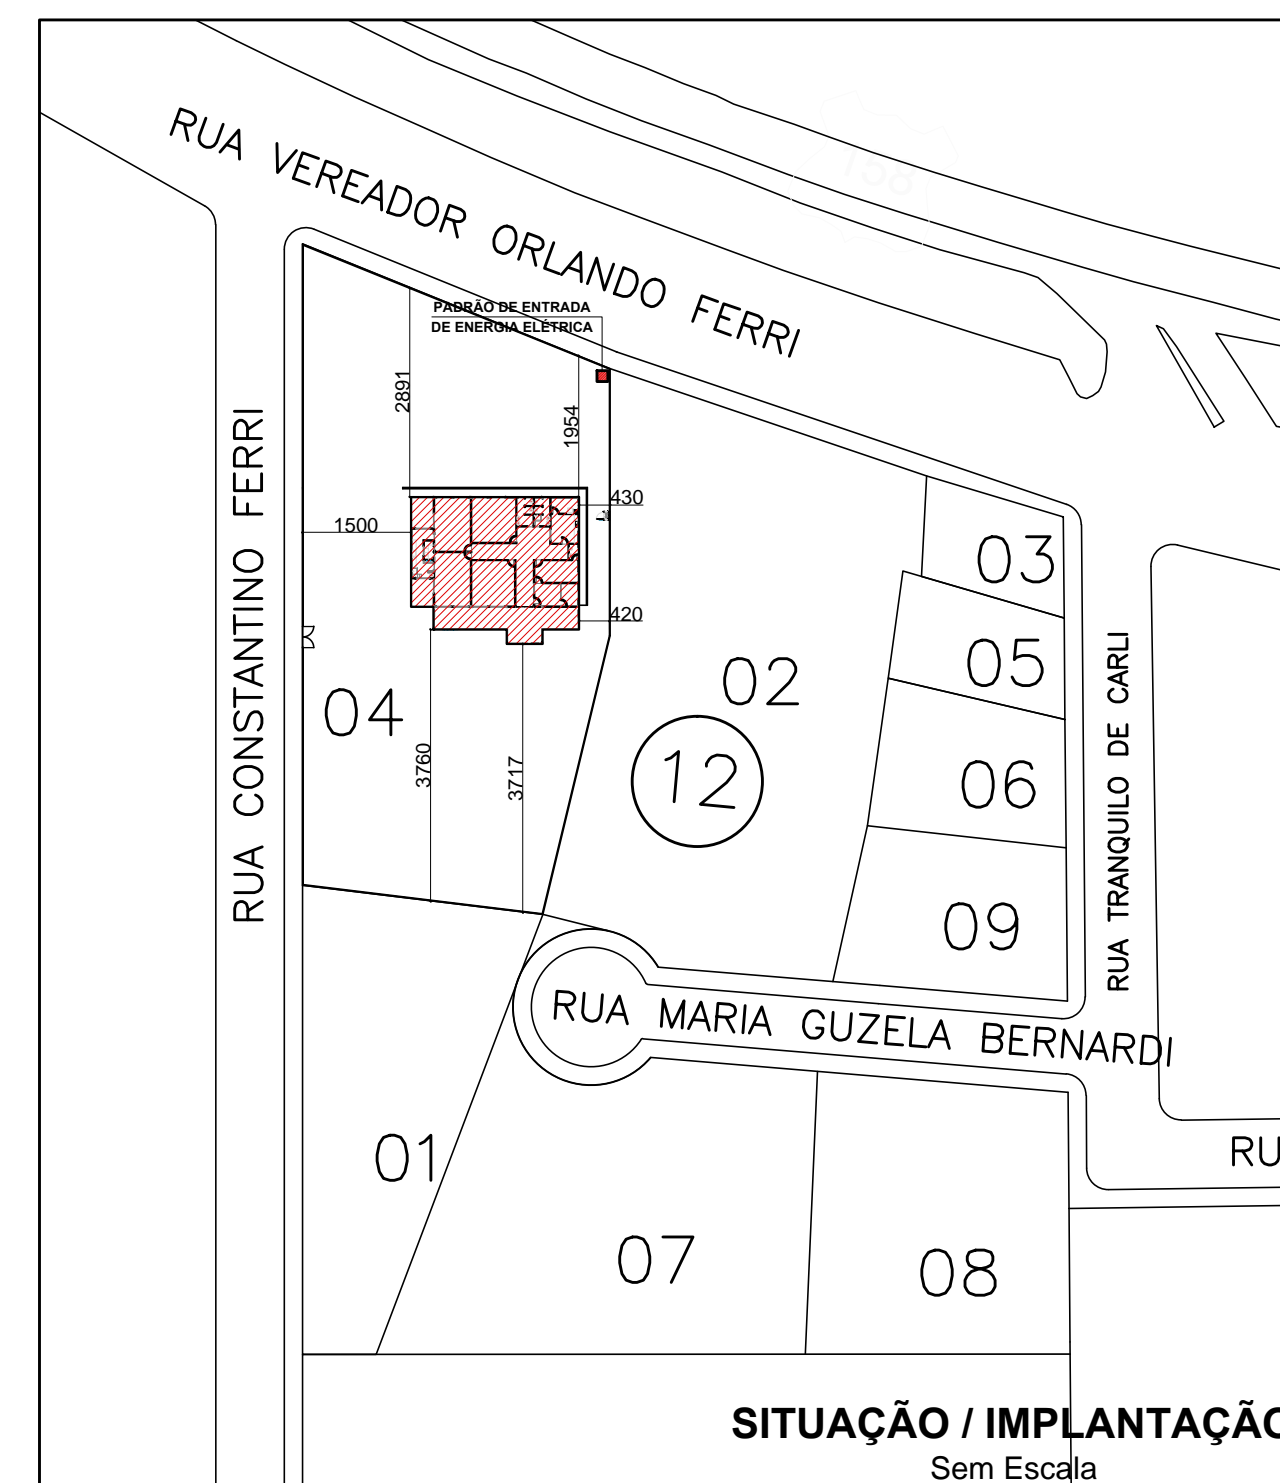 158
RUA VEREADOR ORLANDO FERRI
PADRÃO DE ENTRADA
DE ENERGIA ELÉTRICA
2891
1954
430
1500
RUA CONSTANTINO FERRI
03
420
05
02
04
RUA TRANQUILO DE CARLI
3760
3717
12
06
09
RUA MARIA GUZELA BERNARDI
01
RU
07
08
SITUAÇÃO / IMPLANTAÇÃO
Sem Escala